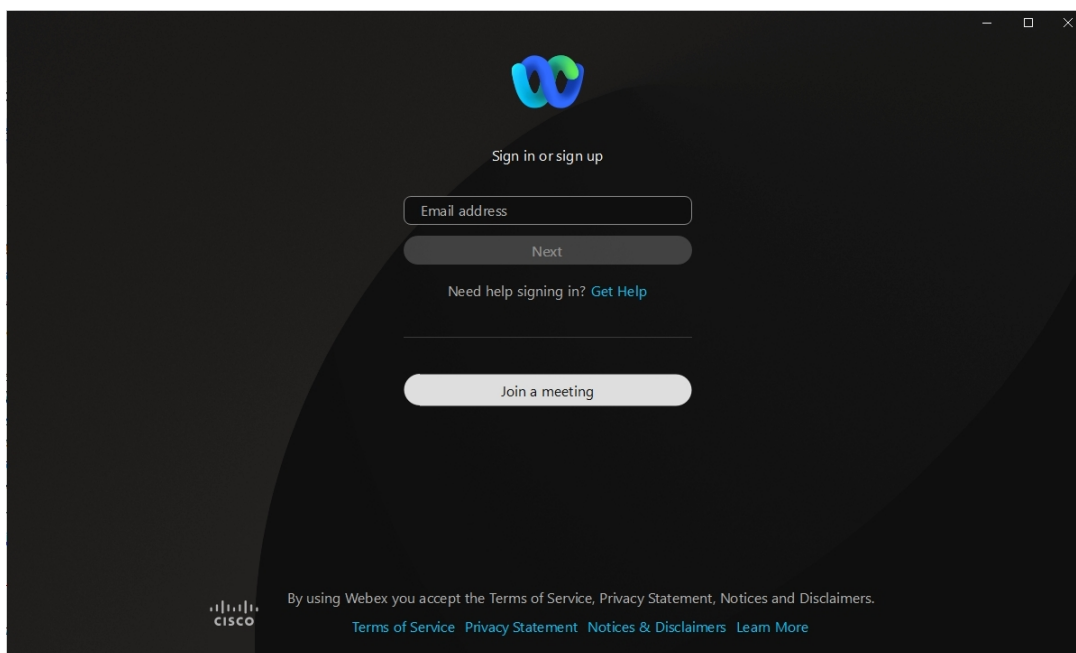 Sign in or sign up
Email address
Next
Need help signing in? Get Help
Join a meeting
By using Webex you accept the Terms of Service, Privacy Statement, Notices and Disclaimers.
CISCO
Terms of Service Privacy Statement Notices & Disclaimers Learn More